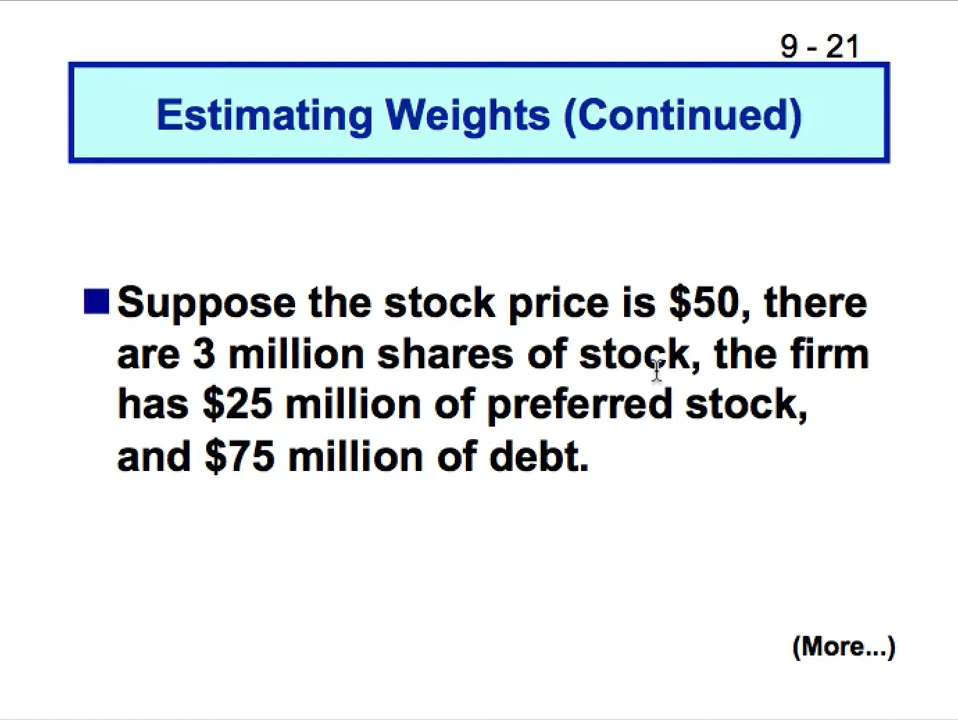 9 - 21
Estimating Weights (Continued)
Suppose the stock price is $50, there
are 3 million shares of stock, the firm
has $25 million of preferred stock,
and $75 million of debt.
(More...)